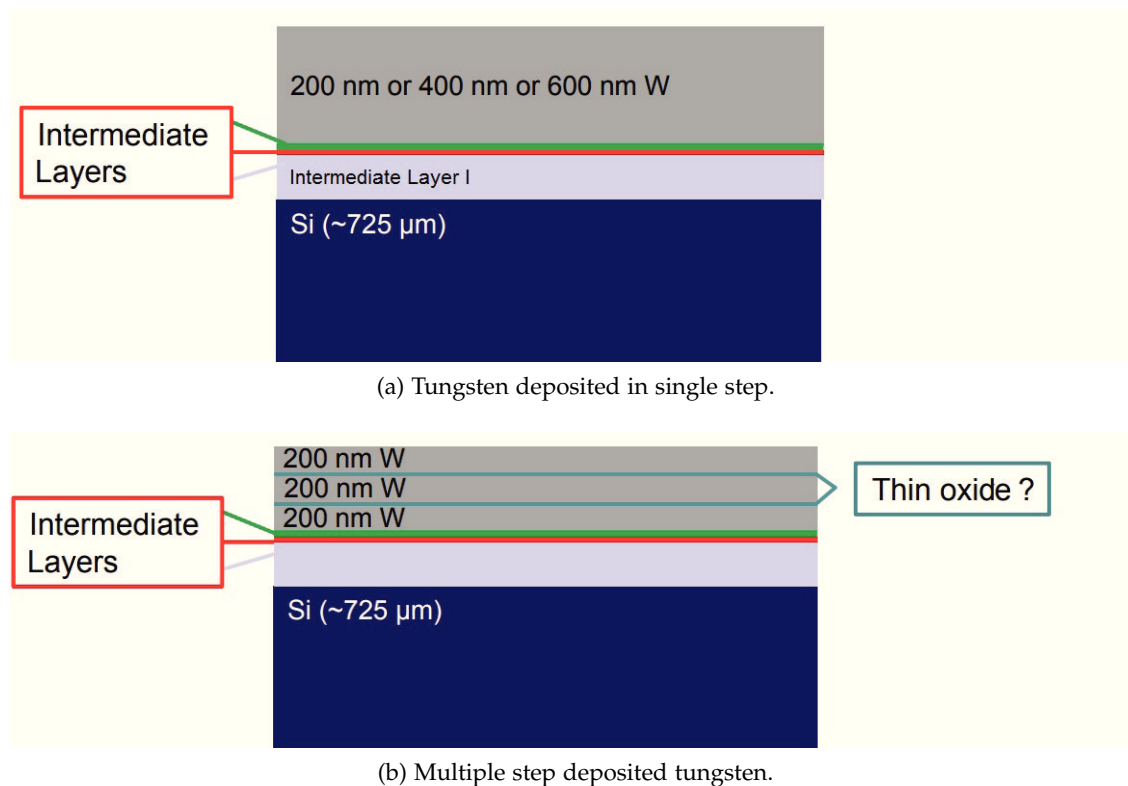 200 nm or 400 nm or 600 nm W
Intermediate
Layers
Intermediate Layer I
Si (~725 μm)
(a) Tungsten deposited in single step.
200 nm W
200 nm W
200 nm W
Thin oxide ?
Intermediate
Layers
Si (~725 μm)
(b) Multiple step deposited tungsten.